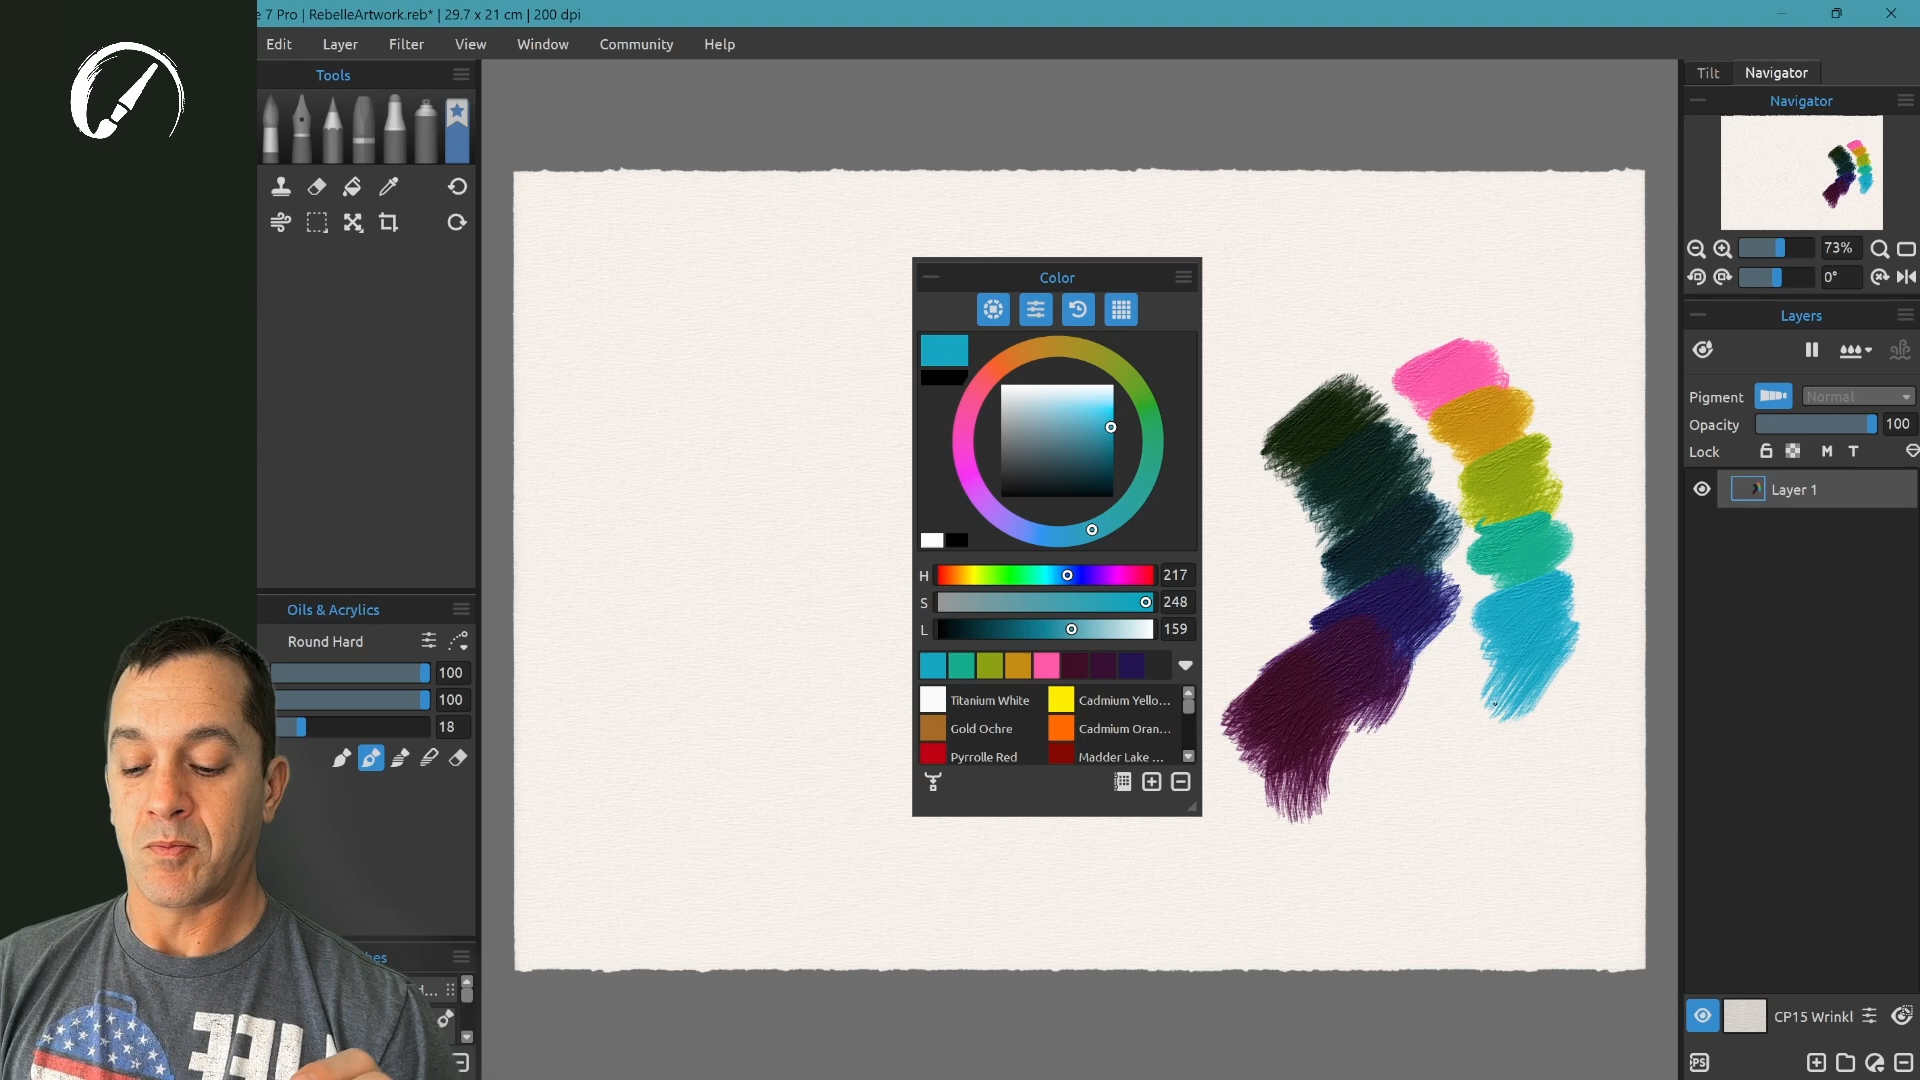 e 7 Pro | RebelleArtwork.reb* | 29.7 x 21 cm | 200 dpi
Edit Layer Filter View Window Community Help
Tools
Tilt Navigator
Navigator
73%
0°
Layers
Pigment Normal
Opacity 100
Lock M T
Layer 1
Color
H 217
S 248
L 159
Titanium White Cadmium Yello...
Gold Ochre Cadmium Oran...
Pyrrolle Red Madder Lake ...
Oils & Acrylics
Round Hard
100
100
18
hes
CP15 Wrinkl
PS